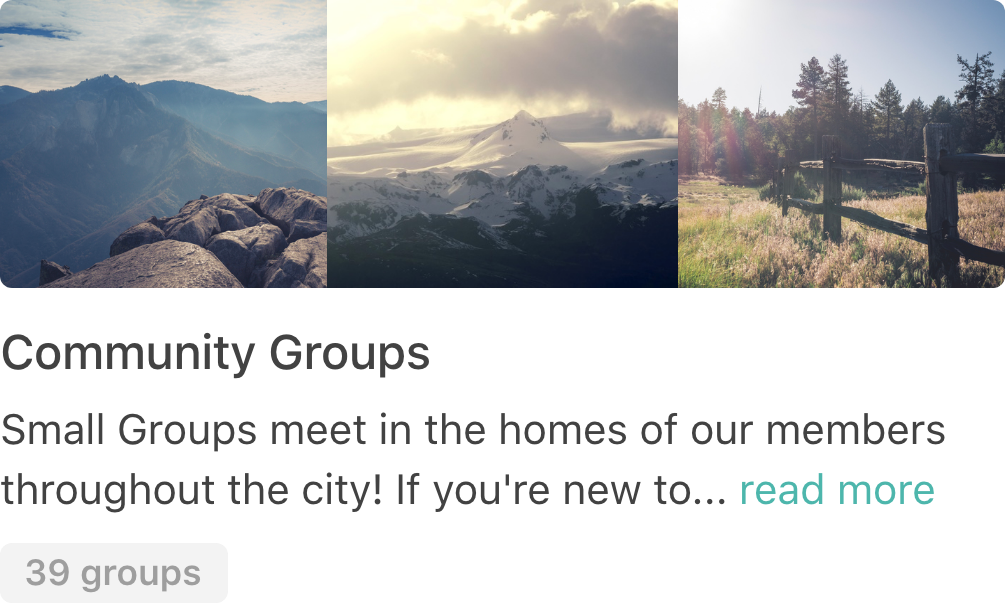 Community Groups
Small Groups meet in the homes of our members
throughout the city! If you're new to... read more
39 groups